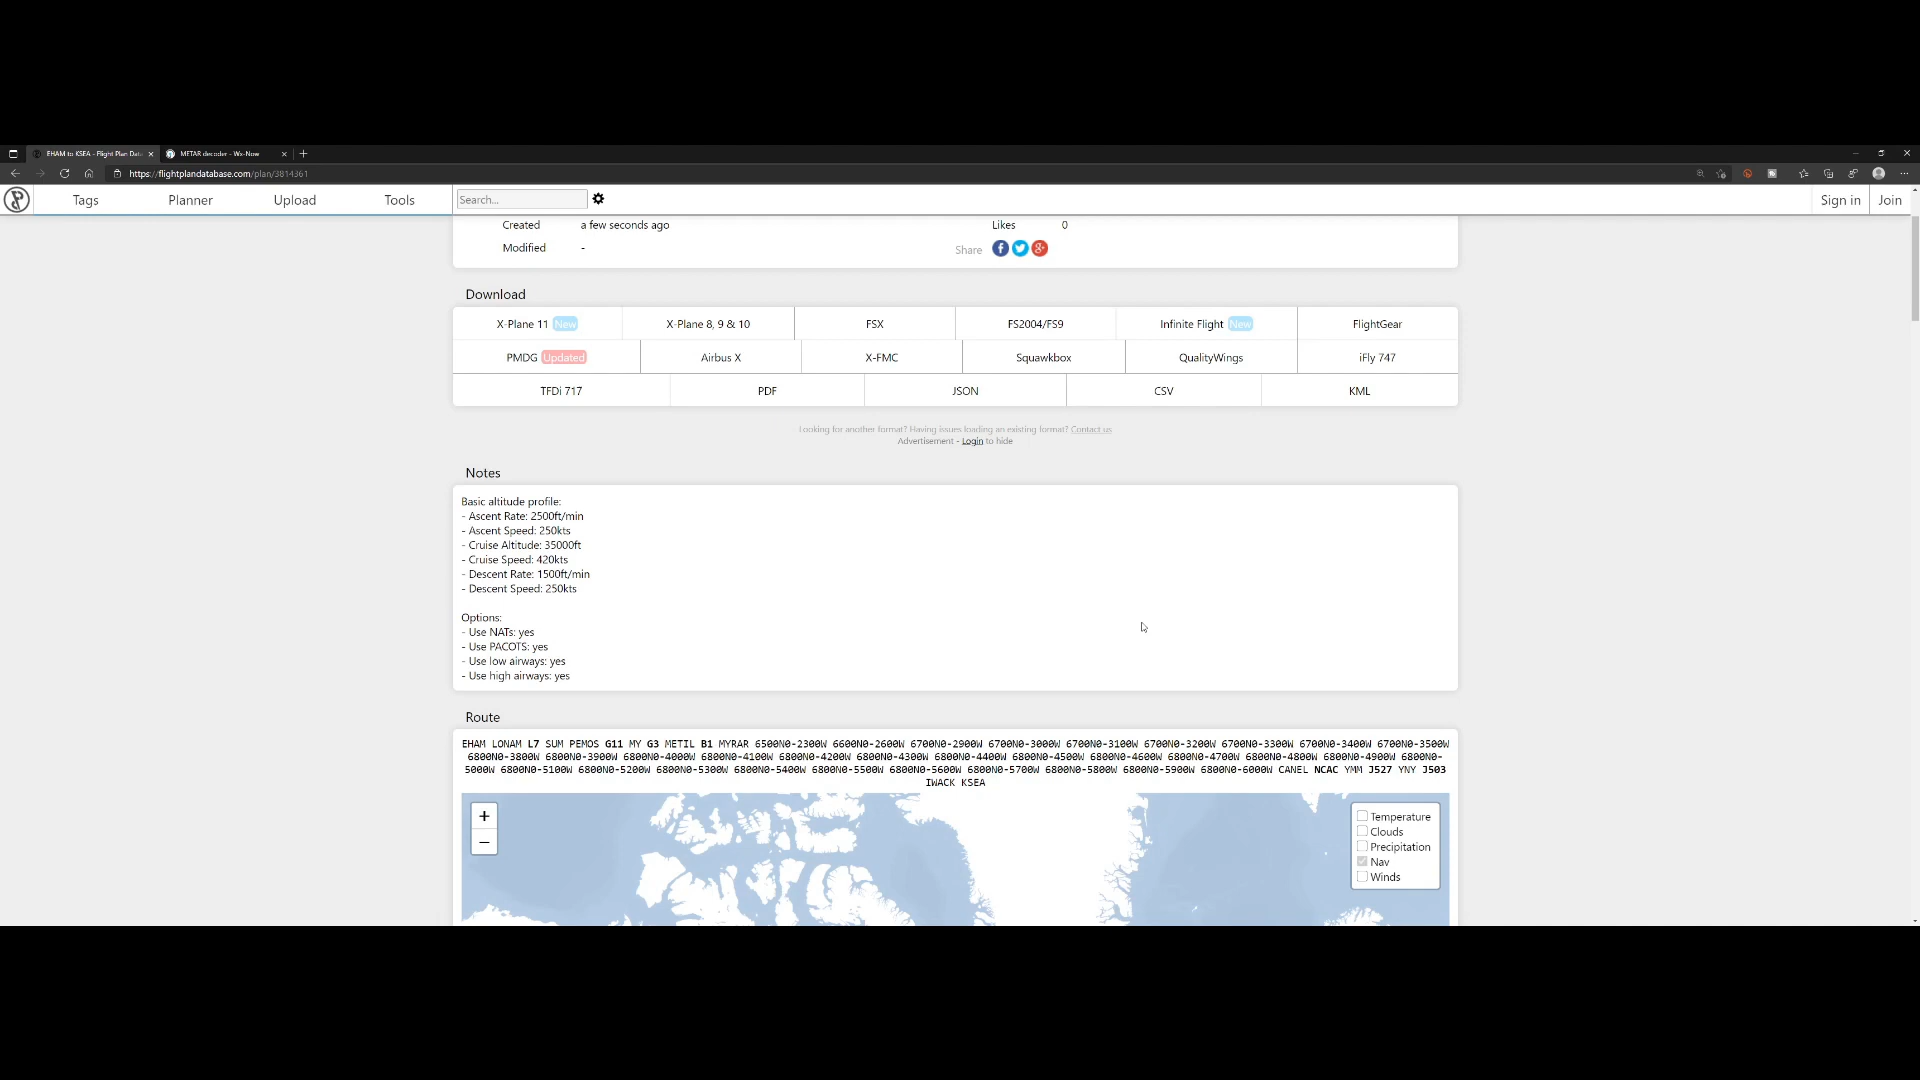 EHAM to KSEA - Flight Plan Dat
METAR decoder - Wx-Now
https://flightplandatabase.com/plan/3814361
Tags
Planner
Upload
Tools
Search...
Sign in
Join
Created a few seconds ago
Likes 0
Modified -
Share
Download
X-Plane 11 New
X-Plane 8, 9 & 10
FSX
FS2004/FS9
Infinite Flight New
FlightGear
PMDG Updated
Airbus X
X-FMC
Squawkbox
QualityWings
iFly 747
TFDi 717
PDF
JSON
CSV
KML
Looking for another format? Having issues loading an existing format? Contact us
Advertisement - Login to hide
Notes
Basic altitude profile:
- Ascent Rate: 2500ft/min
- Ascent Speed: 250kts
- Cruise Altitude: 35000ft
- Cruise Speed: 420kts
- Descent Rate: 1500ft/min
- Descent Speed: 250kts
Options:
- Use NATs: yes
- Use PACOTS: yes
- Use low airways: yes
- Use high airways: yes
Route
EHAM LONAM L7 SUM PEMOS G11 MY G3 METIL B1 MYRAR 6500N0-2300W 6600N0-2600W 6700N0-2900W 6700N0-3000W 6700N0-3100W 6700N0-3200W 6700N0-3300W 6700N0-3400W 6700N0-3500W
6800N0-3800W 6800N0-3900W 6800N0-4000W 6800N0-4100W 6800N0-4200W 6800N0-4300W 6800N0-4400W 6800N0-4500W 6800N0-4600W 6800N0-4700W 6800N0-4800W 6800N0-4900W 6800N0-
5000W 6800N0-5100W 6800N0-5200W 6800N0-5300W 6800N0-5400W 6800N0-5500W 6800N0-5600W 6800N0-5700W 6800N0-5800W 6800N0-5900W 6800N0-6000W CANEL NCAC YMM J527 YNY J503
IWACK KSEA
+
−
Temperature
Clouds
Precipitation
Nav
Winds